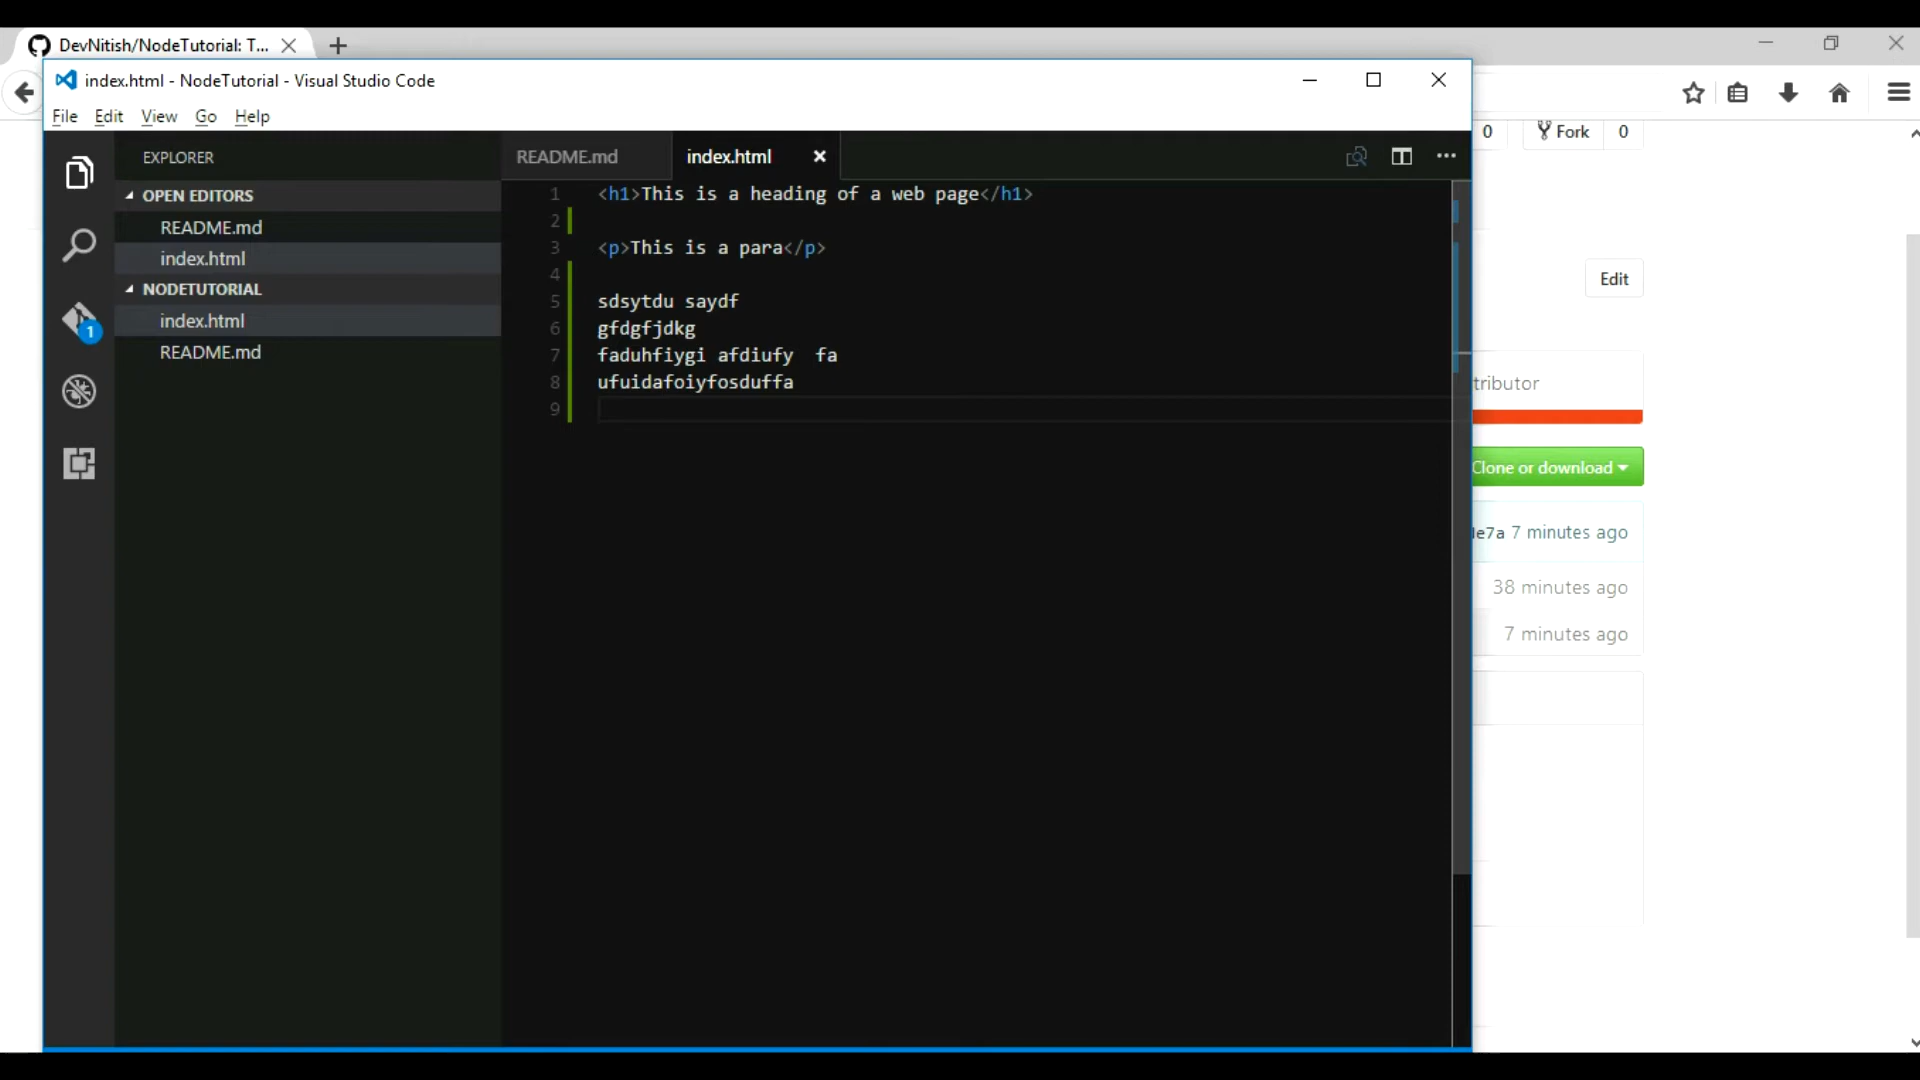 DevNitish/NodeTutorial: T...
index.html - NodeTutorial - Visual Studio Code
File Edit View Go Help
EXPLORER
OPEN EDITORS
README.md
index.html
NODETUTORIAL
index.html
README.md
1
README.md index.html
1 <h1>This is a heading of a web page</h1>
2
3 <p>This is a para</p>
4
5 sdsytdu saydf
6 gfdgfjdkg
7 faduhfiygi afdiufy  fa
8 ufuidafoiyfosduffa
9
0 Fork 0
Edit
tributor
Clone or download
e7a 7 minutes ago
38 minutes ago
7 minutes ago